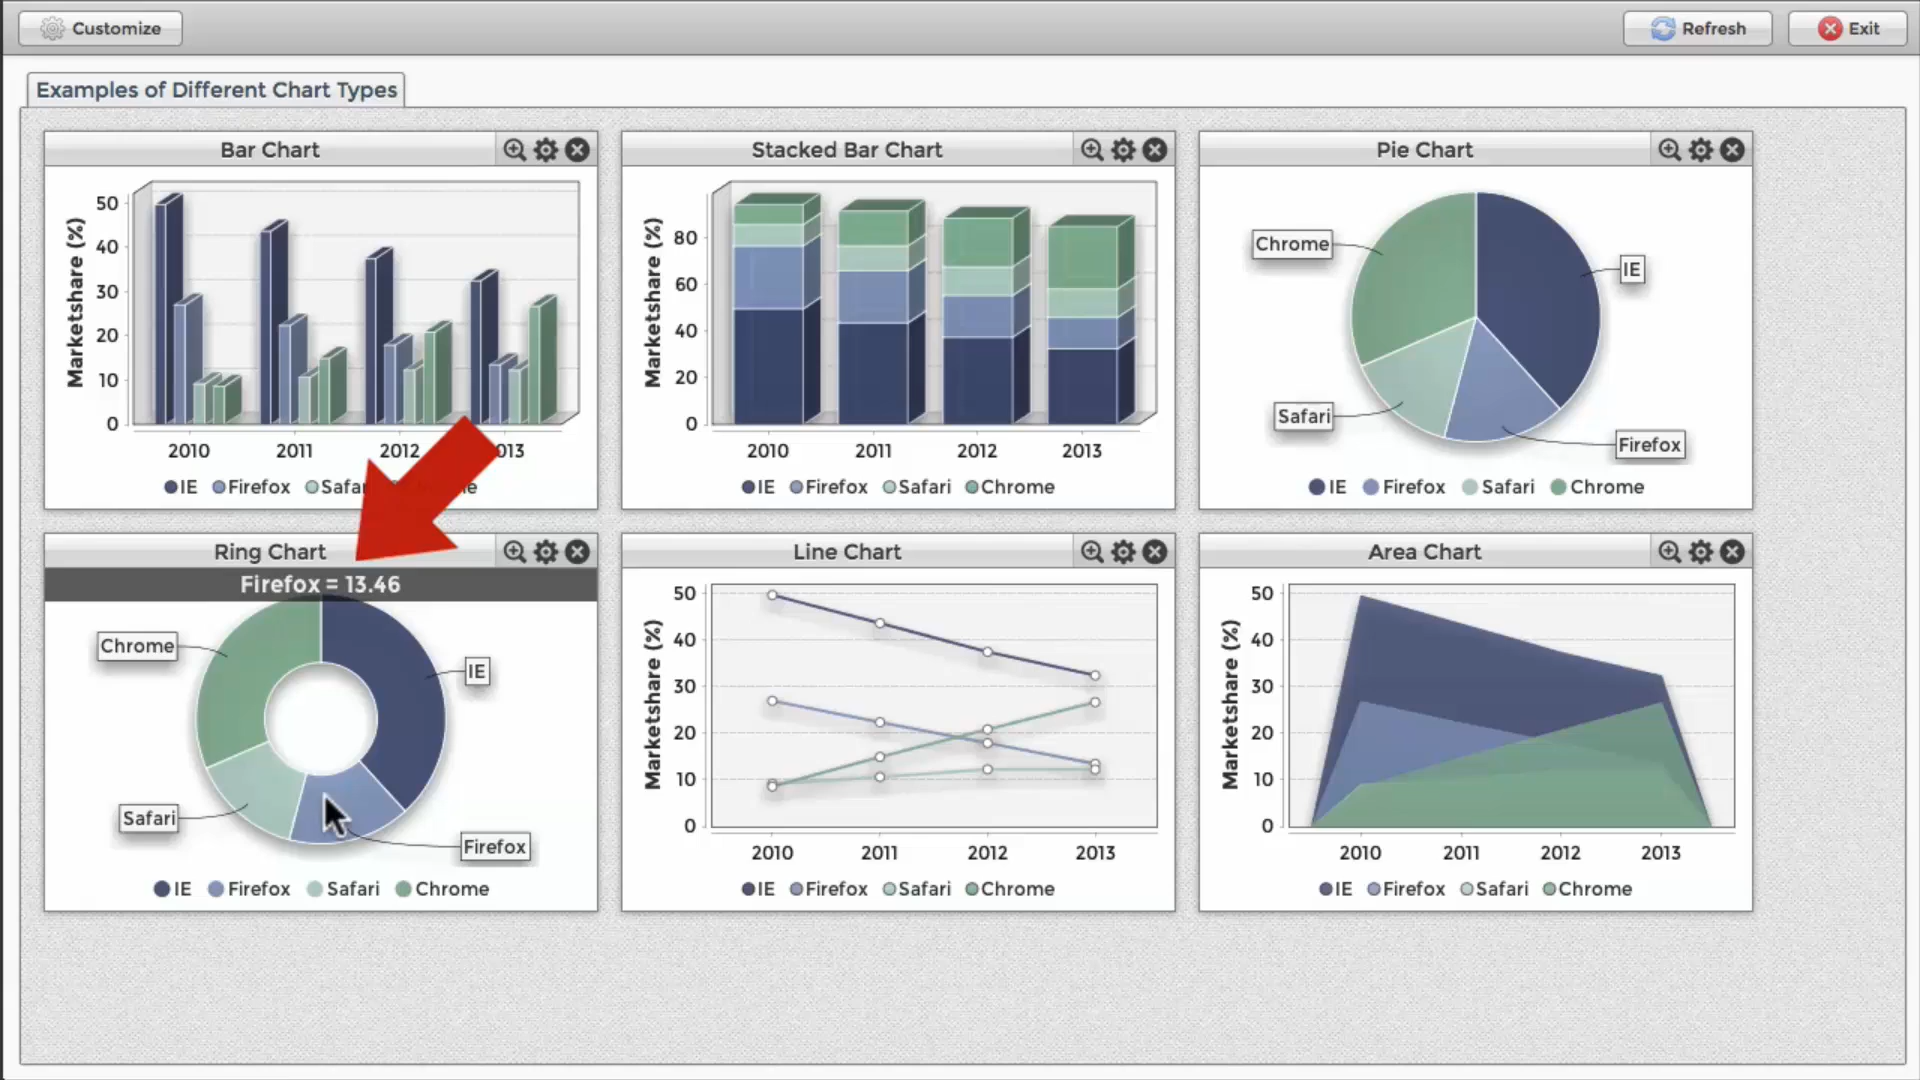 Customize
Refresh
Exit
Examples of Different Chart Types
Bar Chart
Marketshare (%)
50
40
30
20
10
0
2010 2011 2012 013
IE Firefox Safar
Stacked Bar Chart
Marketshare (%)
80
60
40
20
0
2010 2011 2012 2013
IE Firefox Safari Chrome
Pie Chart
Chrome
IE
Safari
Firefox
IE Firefox Safari Chrome
Ring Chart
Firefox = 13.46
Chrome
IE
Safari
Firefox
IE Firefox Safari Chrome
Line Chart
Marketshare (%)
50
40
30
20
10
0
2010 2011 2012 2013
IE Firefox Safari Chrome
Area Chart
Marketshare (%)
50
40
30
20
10
0
2010 2011 2012 2013
IE Firefox Safari Chrome